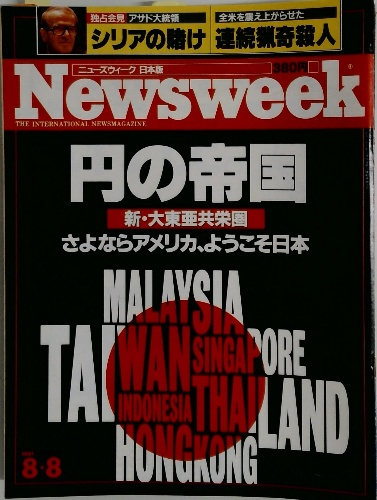 独占会見 アサド大統領
シリアの賭け
全米を震え上がらせた
連続猟奇殺人
ニューズウィーク 日本版
380円
Newsweek
THE INTERNATIONAL NEWSMAGAZINE
円の帝国
新・大東亜共栄圏
さよならアメリカ、ようこそ日本
MALAYSIA
TAIWAN
SINGAPORE
INDONESIA
THAILAND
HONGKONG
8・8